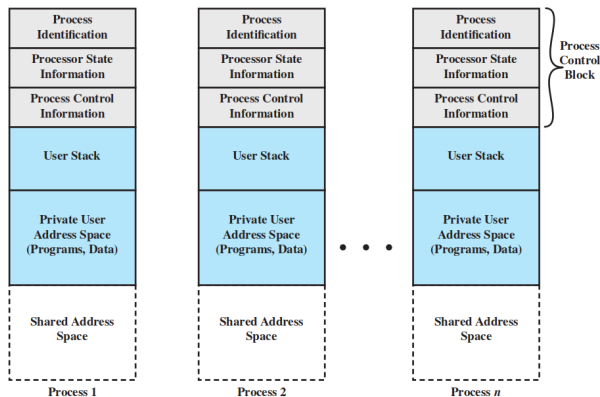 Process
Identification
Processor State
Information
Process Control
Information
User Stack
Private User
Address Space
(Programs, Data)
Shared Address
Space
Process 1
Process
Identification
Processor State
Information
Process Control
Information
User Stack
Private User
Address Space
(Programs, Data)
Shared Address
Space
Process 2
Process
Identification
Processor State
Information
Process Control
Information
User Stack
Private User
Address Space
(Programs, Data)
Shared Address
Space
Process n
Process
Control
Block